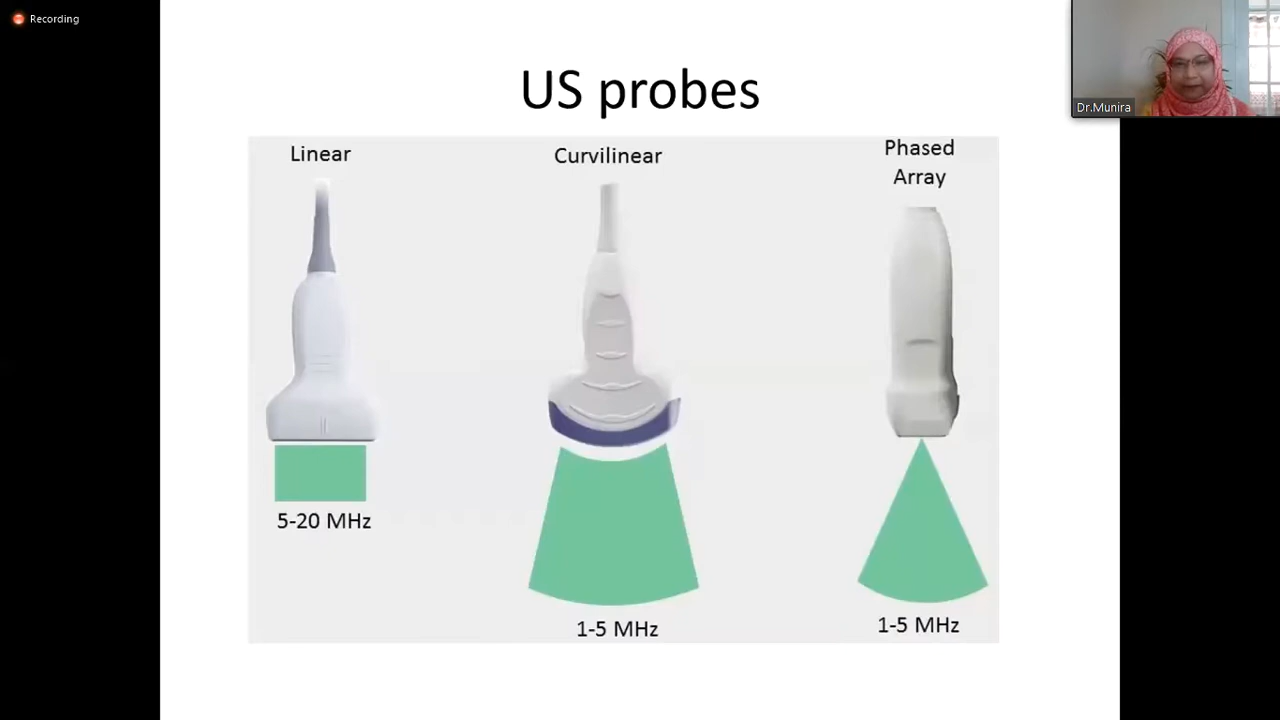 Recording
US probes
Dr.Munira
Linear
Curvilinear
Phased
Array
5-20 MHz
1-5 MHz
1-5 MHz